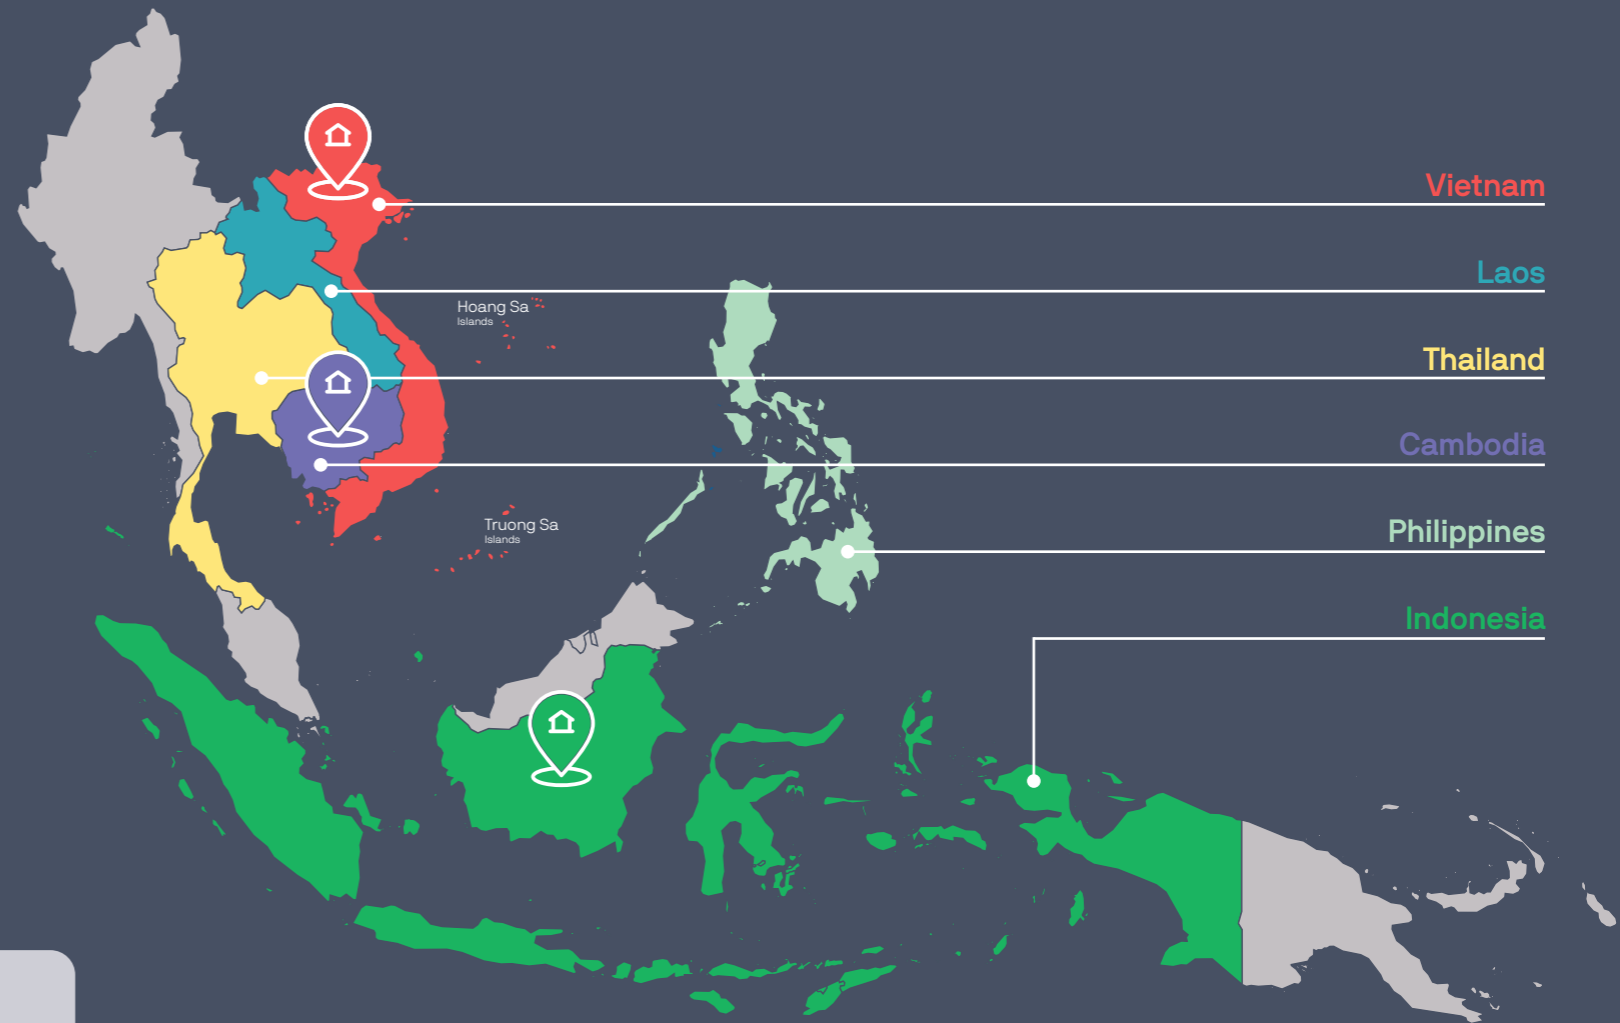 Vietnam
Laos
Hoang Sa
Islands
Thailand
Cambodia
Truong Sa
Islands
Philippines
Indonesia